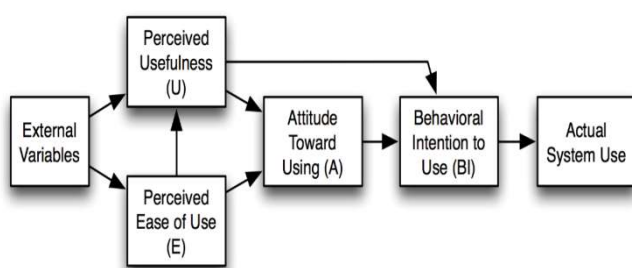 External
Variables
Perceived
Usefulness
(U)
Perceived
Ease of Use
(E)
Attitude
Toward
Using (A)
Behavioral
Intention to
Use (BI)
Actual
System Use